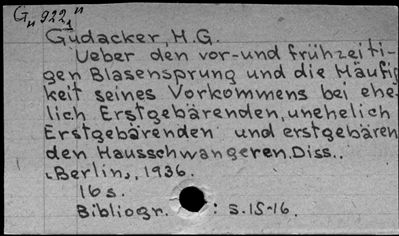 G„ 922₁"
Gudacker, H.G.
Ueber den vor-und frühzeiti-
gen Blasensprung und die Häufig
keit seines Vorkommens bei ehe-
lich Erstgebärenden, unehelich
Erstgebärenden und erstgebären
den Hausschwangeren. Diss..
Berlin, 1936.
16 s.
Bibliogr. : s.15-16.